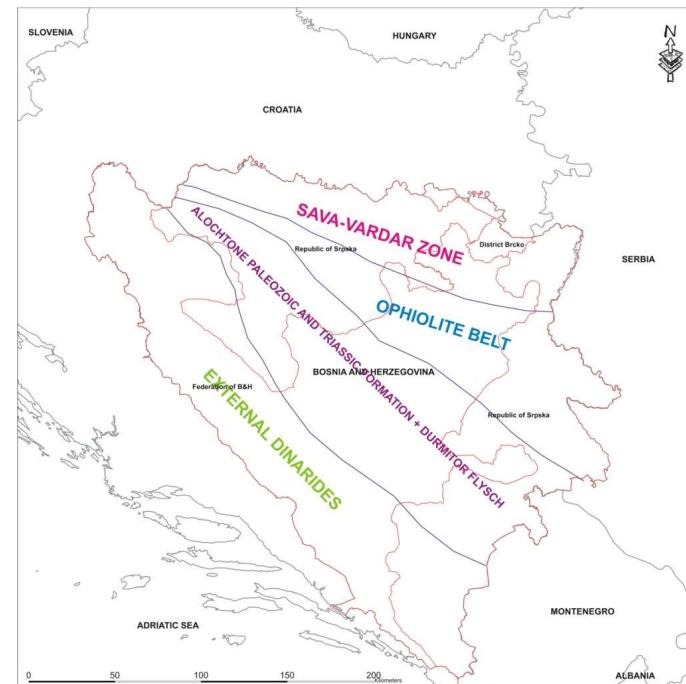 SLOVENIA
HUNGARY
N
CROATIA
SAVA-VARDAR ZONE
District Brcko
Republic of Srpska
SERBIA
ALOCHTONE PALEOZOIC AND TRIASSIC FORMATION + DURMITOR FLYSCH
OPHIOLITE BELT
BOSNIA AND HERZEGOVINA
Federation of B&H
EXTERNAL DINARIDES
Republic of Srpska
MONTENEGRO
ADRIATIC SEA
ALBANIA
0 50 100 150 200
Kilometers